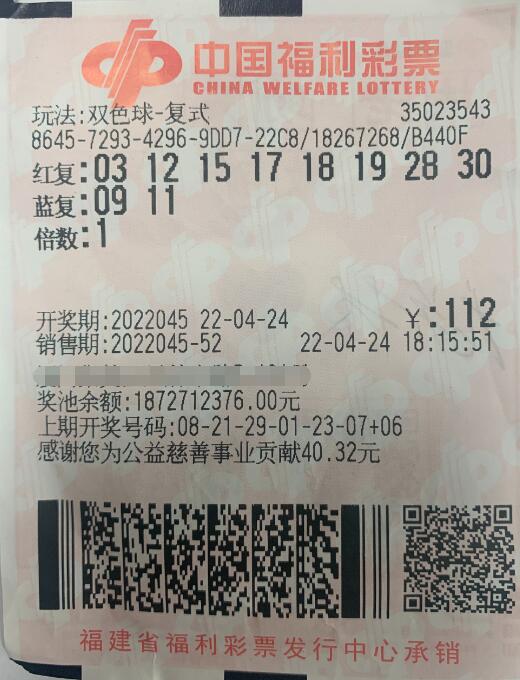 中国福利彩票
CHINA WELFARE LOTTERY
玩法:双色球-复式 35023543
8645-7293-4296-9DD7-22C8/18267268/B440F
红复:03 12 15 17 18 19 28 30
蓝复:09 11
倍数:1
开奖期:2022045 22-04-24 ¥:112
销售期:2022045-52 22-04-24 18:15:51
奖池余额:1872712376.00元
上期开奖号码:08-21-29-01-23-07+06
感谢您为公益慈善事业贡献40.32元
福建省福利彩票发行中心承销